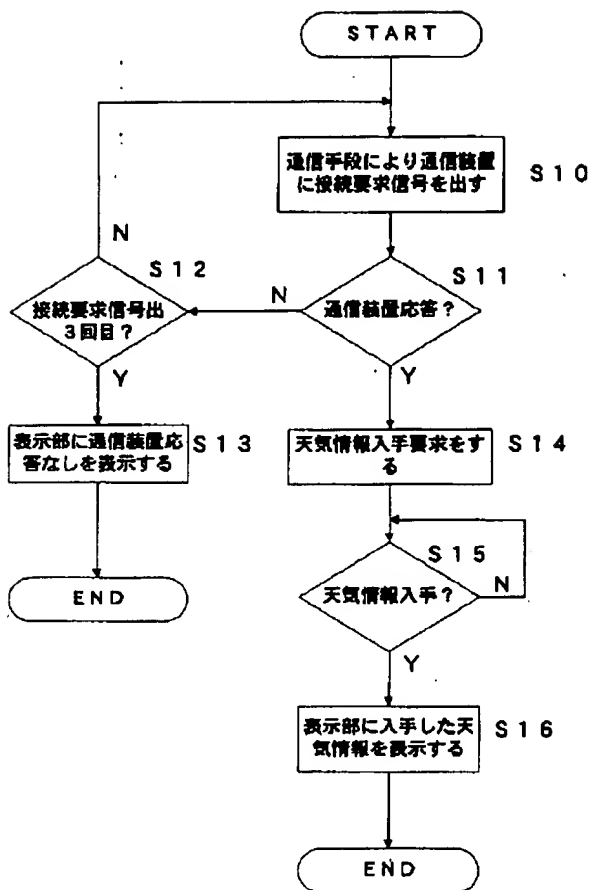 START
通信手段により通信装置
に接続要求信号を出す
S10
N
S12
S11
接続要求信号出
3回目?
N
通信装置応答?
Y
Y
表示部に通信装置応
答なしを表示する
S13
天気情報入手要求をす
る
S14
S15
END
天気情報入手?
N
Y
表示部に入手した天
気情報を表示する
S16
END